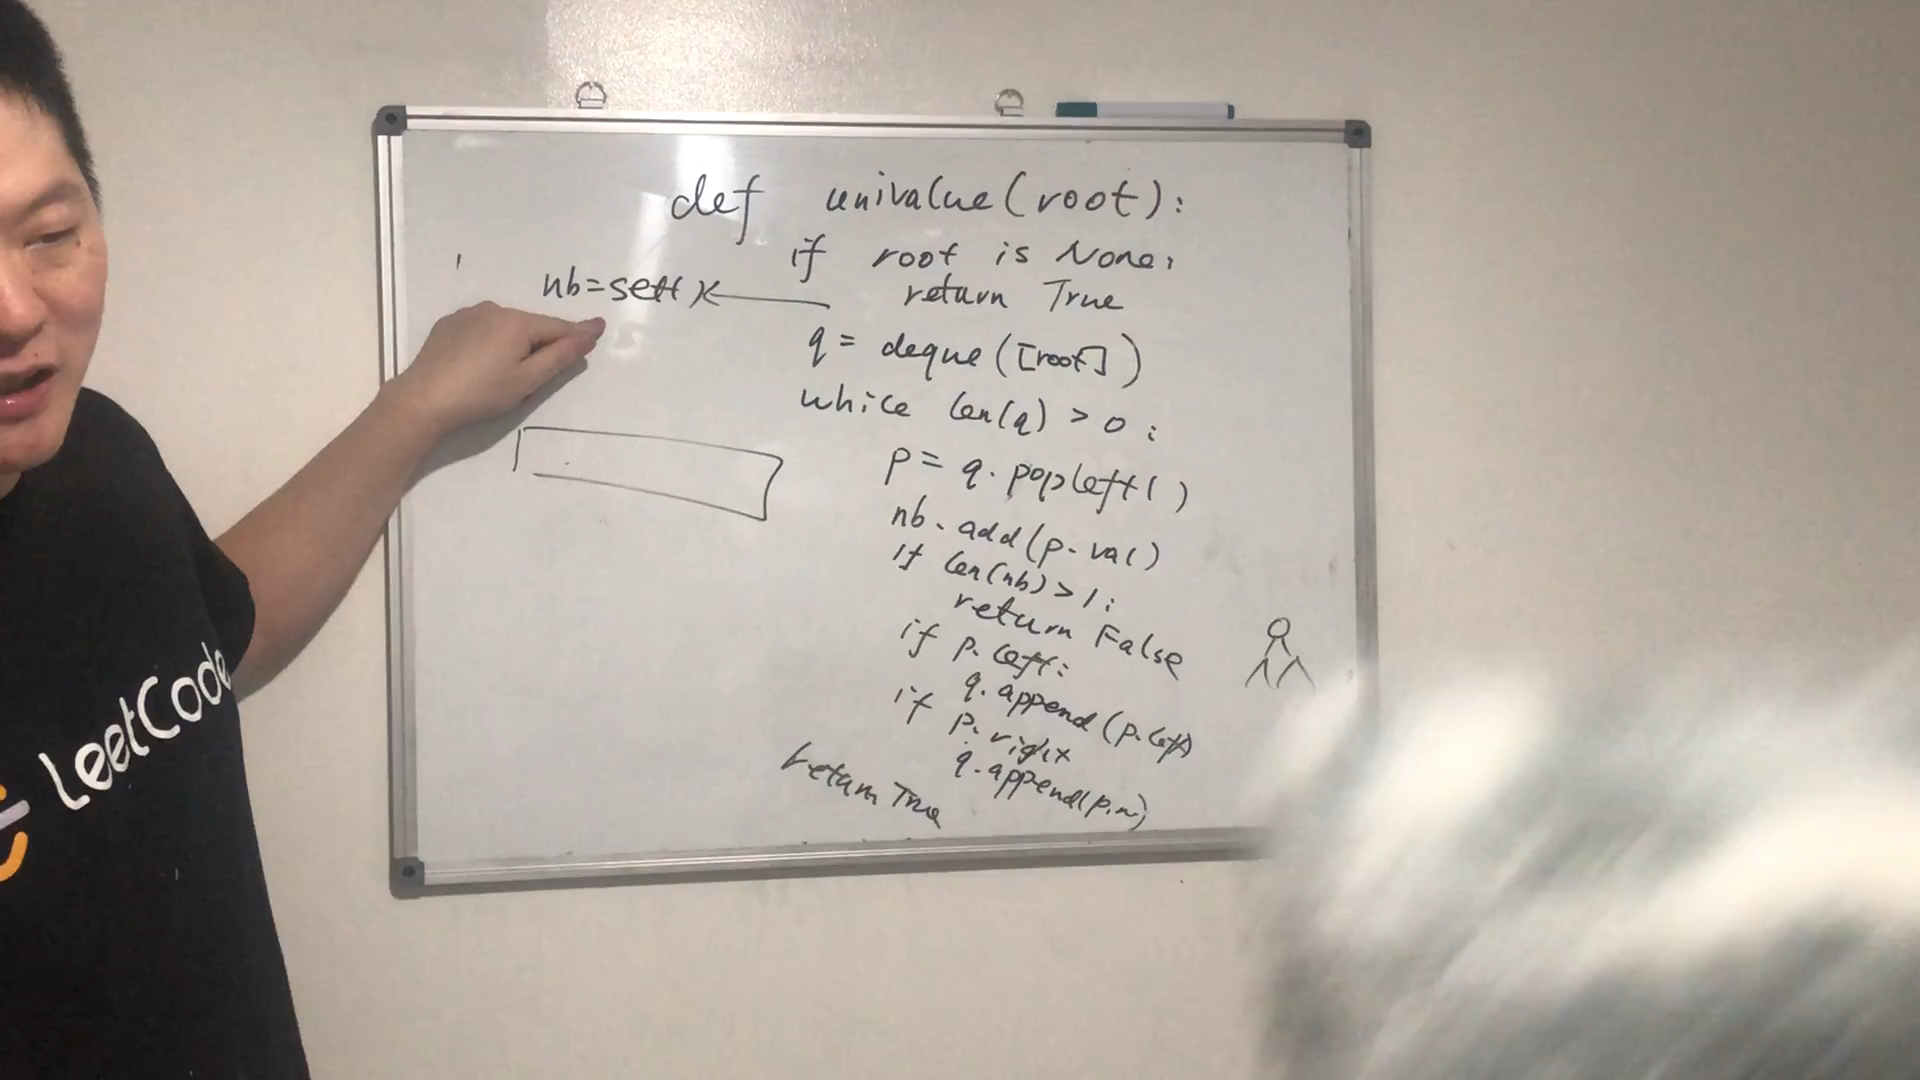 def univalue(root):
if root is None:
return True
nb=set()
q = deque([root])
while len(q) > 0:
p = q.popleft()
nb.add(p.val)
if len(nb) > 1:
return False
if p.left:
q.append(p.left)
if p.right
q.append(p.r)
return True
LeetCode